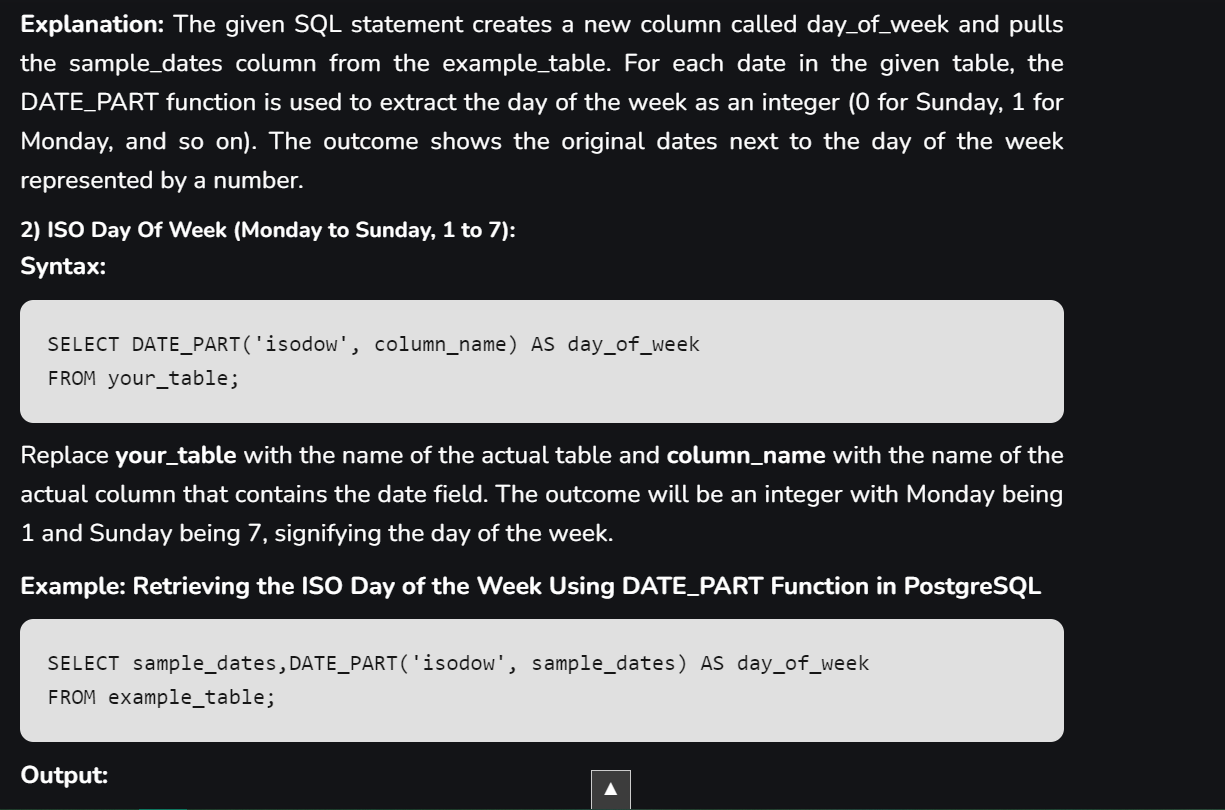 Explanation: The given SQL statement creates a new column called day_of_week and pulls
the sample_dates column from the example_table. For each date in the given table, the
DATE_PART function is used to extract the day of the week as an integer (0 for Sunday, 1 for
Monday, and so on). The outcome shows the original dates next to the day of the week
represented by a number.
2) ISO Day Of Week (Monday to Sunday, 1 to 7):
Syntax:
SELECT DATE_PART('isodow', column_name) AS day_of_week
FROM your_table;
Replace your_table with the name of the actual table and column_name with the name of the
actual column that contains the date field. The outcome will be an integer with Monday being
1 and Sunday being 7, signifying the day of the week.
Example: Retrieving the ISO Day of the Week Using DATE_PART Function in PostgreSQL
SELECT sample_dates,DATE_PART('isodow', sample_dates) AS day_of_week
FROM example_table;
Output: